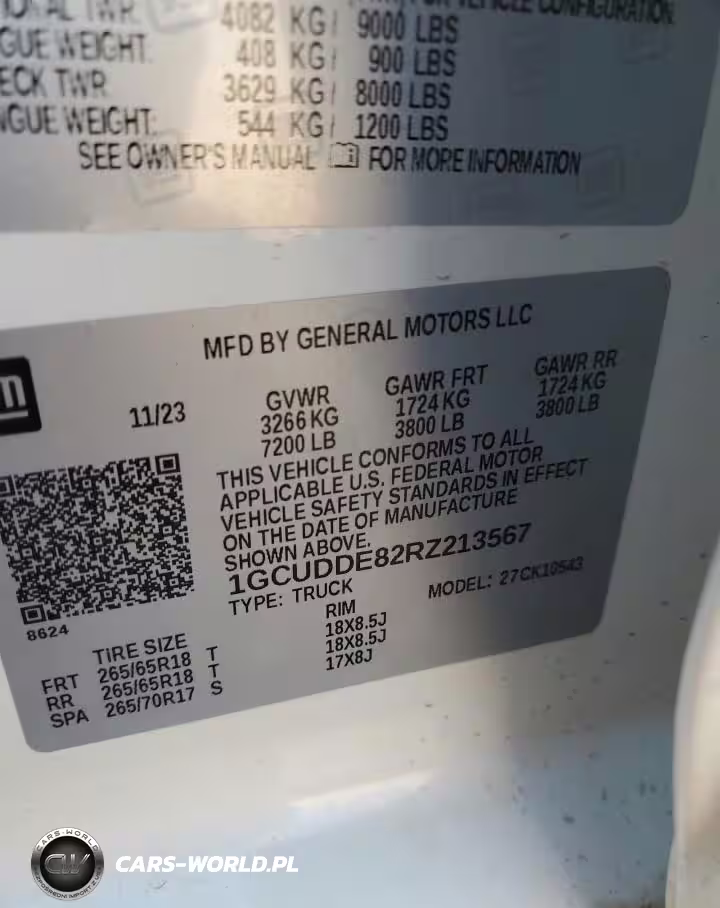 TWR 4082 KG/ 9000 LBS
GUE WEIGHT: 408 KG/ 900 LBS
ECK TWR 3629 KG/ 8000 LBS
NGUE WEIGHT: 544 KG/ 1200 LBS
SEE OWNER'S MANUAL FOR MORE INFORMATION
MFD BY GENERAL MOTORS LLC
m
11/23
GVWR GAWR FRT GAWR RR
3266 KG 1724 KG 1724 KG
7200 LB 3800 LB 3800 LB
THIS VEHICLE CONFORMS TO ALL
APPLICABLE U.S. FEDERAL MOTOR
VEHICLE SAFETY STANDARDS IN EFFECT
ON THE DATE OF MANUFACTURE
SHOWN ABOVE.
1GCUDDE82RZ213567
TYPE: TRUCK MODEL: 27CK10543
8624
TIRE SIZE RIM
FRT 265/65R18 T 18X8.5J
RR 265/65R18 T 18X8.5J
SPA 265/70R17 S 17X8J
CARS-WORLD
CW
CARS-WORLD.PL